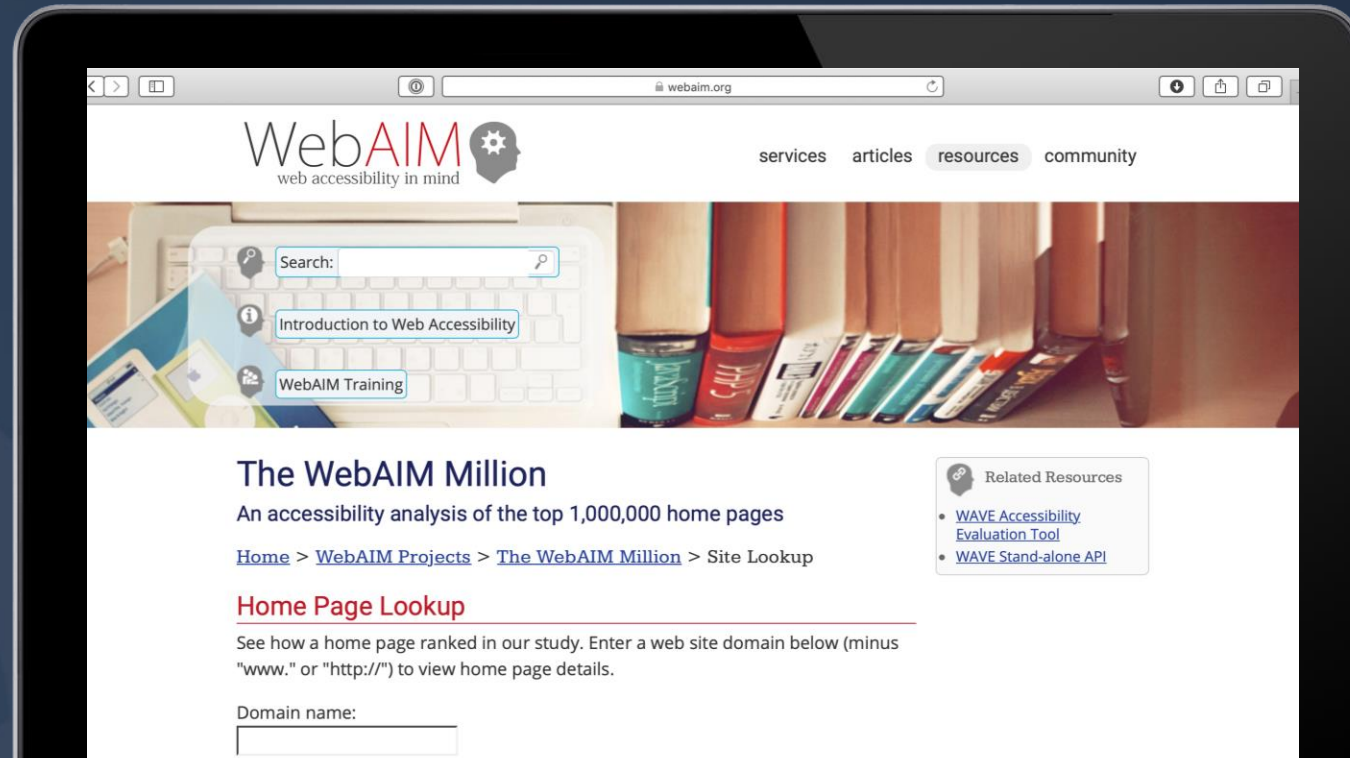 webaim.org
WebAIM
web accessibility in mind
services articles resources community
Search:
Introduction to Web Accessibility
WebAIM Training
The WebAIM Million
An accessibility analysis of the top 1,000,000 home pages
Home > WebAIM Projects > The WebAIM Million > Site Lookup
Home Page Lookup
See how a home page ranked in our study. Enter a web site domain below (minus
"www." or "http://") to view home page details.
Domain name:
Related Resources
• WAVE Accessibility
Evaluation Tool
• WAVE Stand-alone API